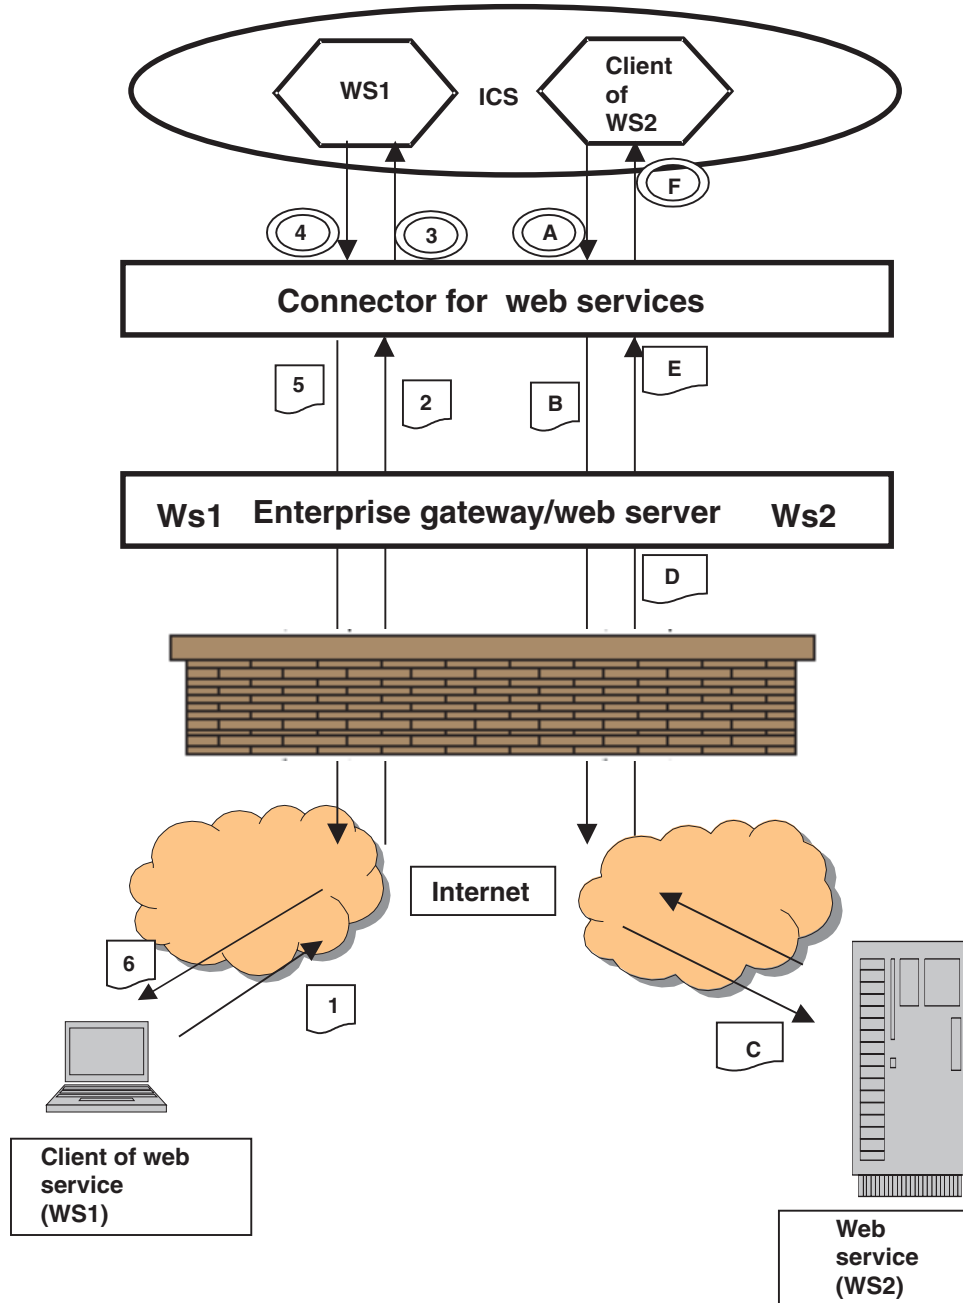 WS1
ICS
Client
of
WS2
F
4
3
A
Connector for web services
5
2
B
E
Ws1 Enterprise gateway/web server Ws2
D
Internet
6
1
C
Client of web
service
(WS1)
Web
service
(WS2)